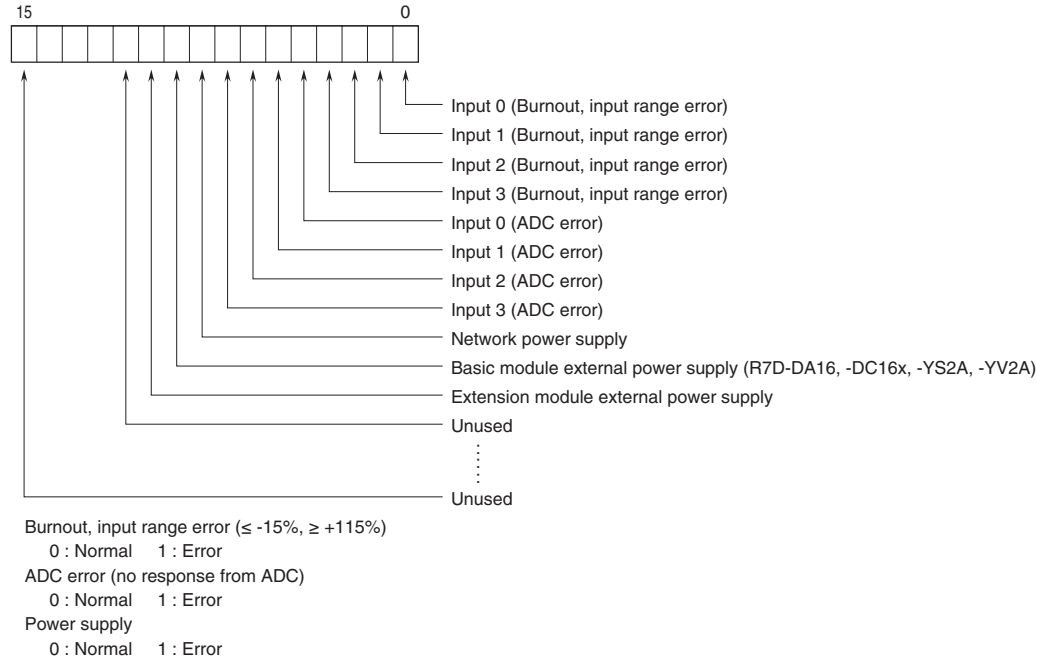 15 0
Input 0 (Burnout, input range error)
Input 1 (Burnout, input range error)
Input 2 (Burnout, input range error)
Input 3 (Burnout, input range error)
Input 0 (ADC error)
Input 1 (ADC error)
Input 2 (ADC error)
Input 3 (ADC error)
Network power supply
Basic module external power supply (R7D-DA16, -DC16x, -YS2A, -YV2A)
Extension module external power supply
Unused
Unused
Burnout, input range error (≤ -15%, ≥ +115%)
0 : Normal 1 : Error
ADC error (no response from ADC)
0 : Normal 1 : Error
Power supply
0 : Normal 1 : Error